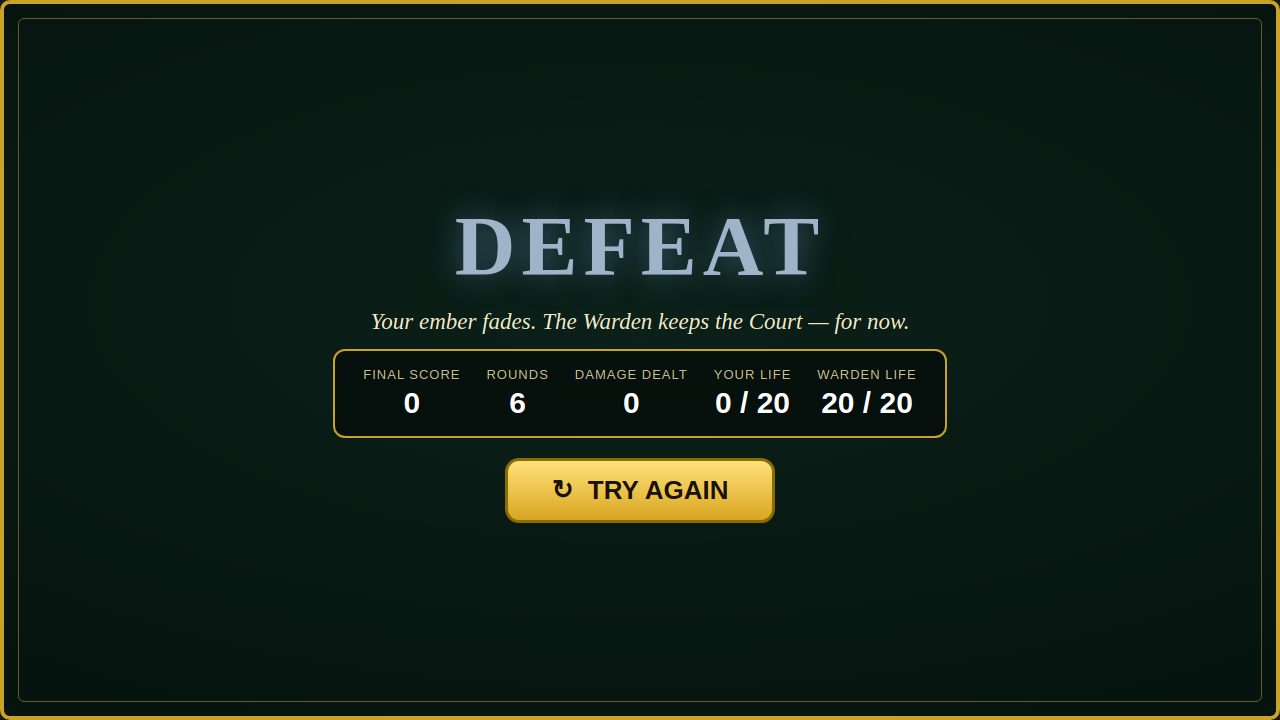 DEFEAT
Your ember fades. The Warden keeps the Court — for now.
FINAL SCORE ROUNDS DAMAGE DEALT YOUR LIFE WARDEN LIFE
0 6 0 0 / 20 20 / 20
↻ TRY AGAIN